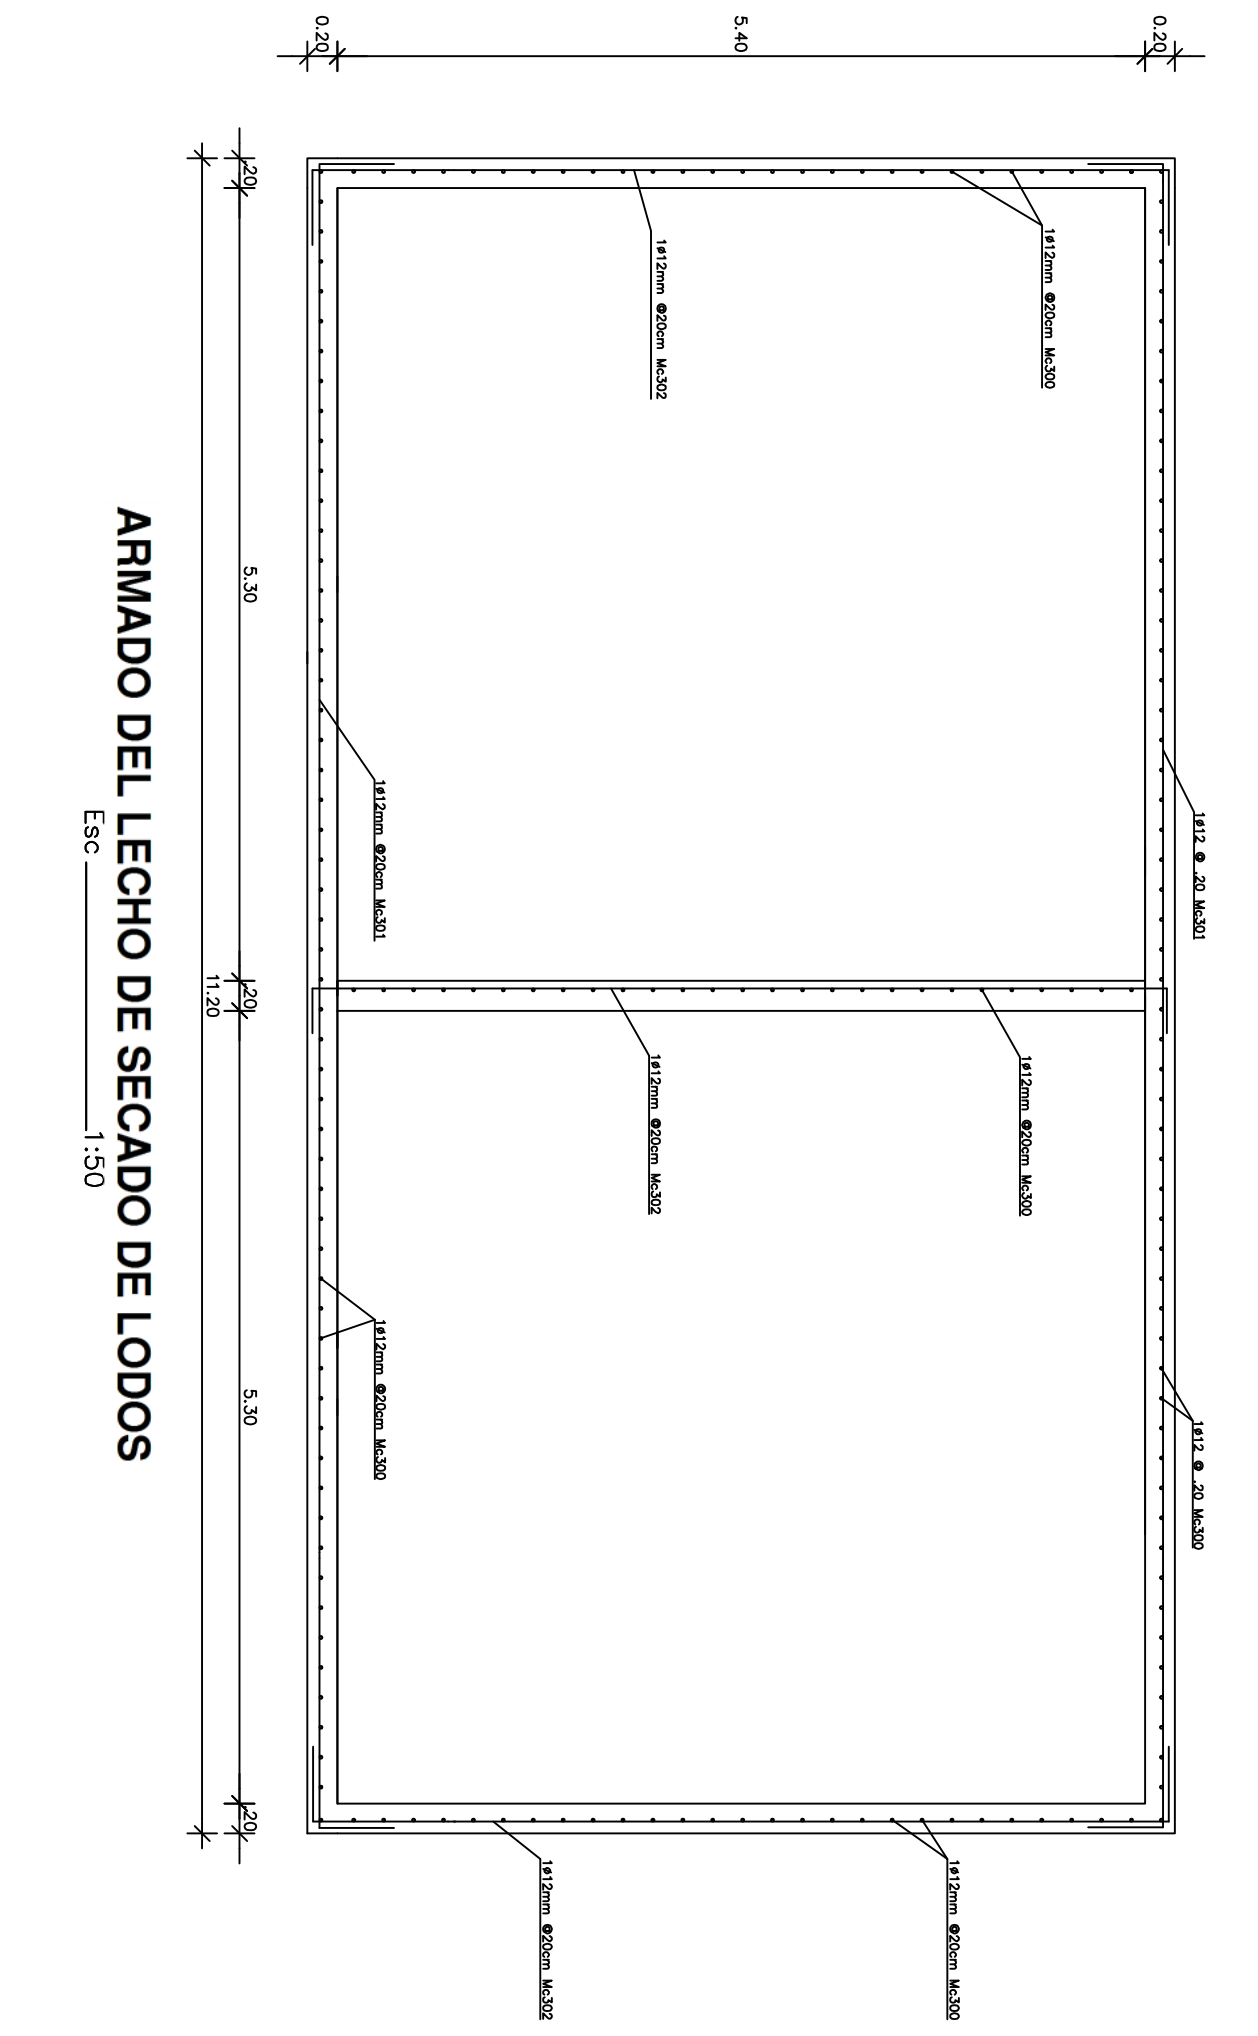 1ø12 @ .20 Mc301
1ø12 @ .20 Mc300
0.20
1ø12mm @20cm Mc300
1ø12mm @20cm Mc300
1ø12mm @20cm Mc300
5.40
1ø12mm @20cm Mc302
1ø12mm @20cm Mc302
1ø12mm @20cm Mc302
1ø12mm @20cm Mc301
1ø12mm @20cm Mc300
0.20
.20
5.30
.20
5.30
.20
11.20
ARMADO DEL LECHO DE SECADO DE LODOS
Esc 1:50